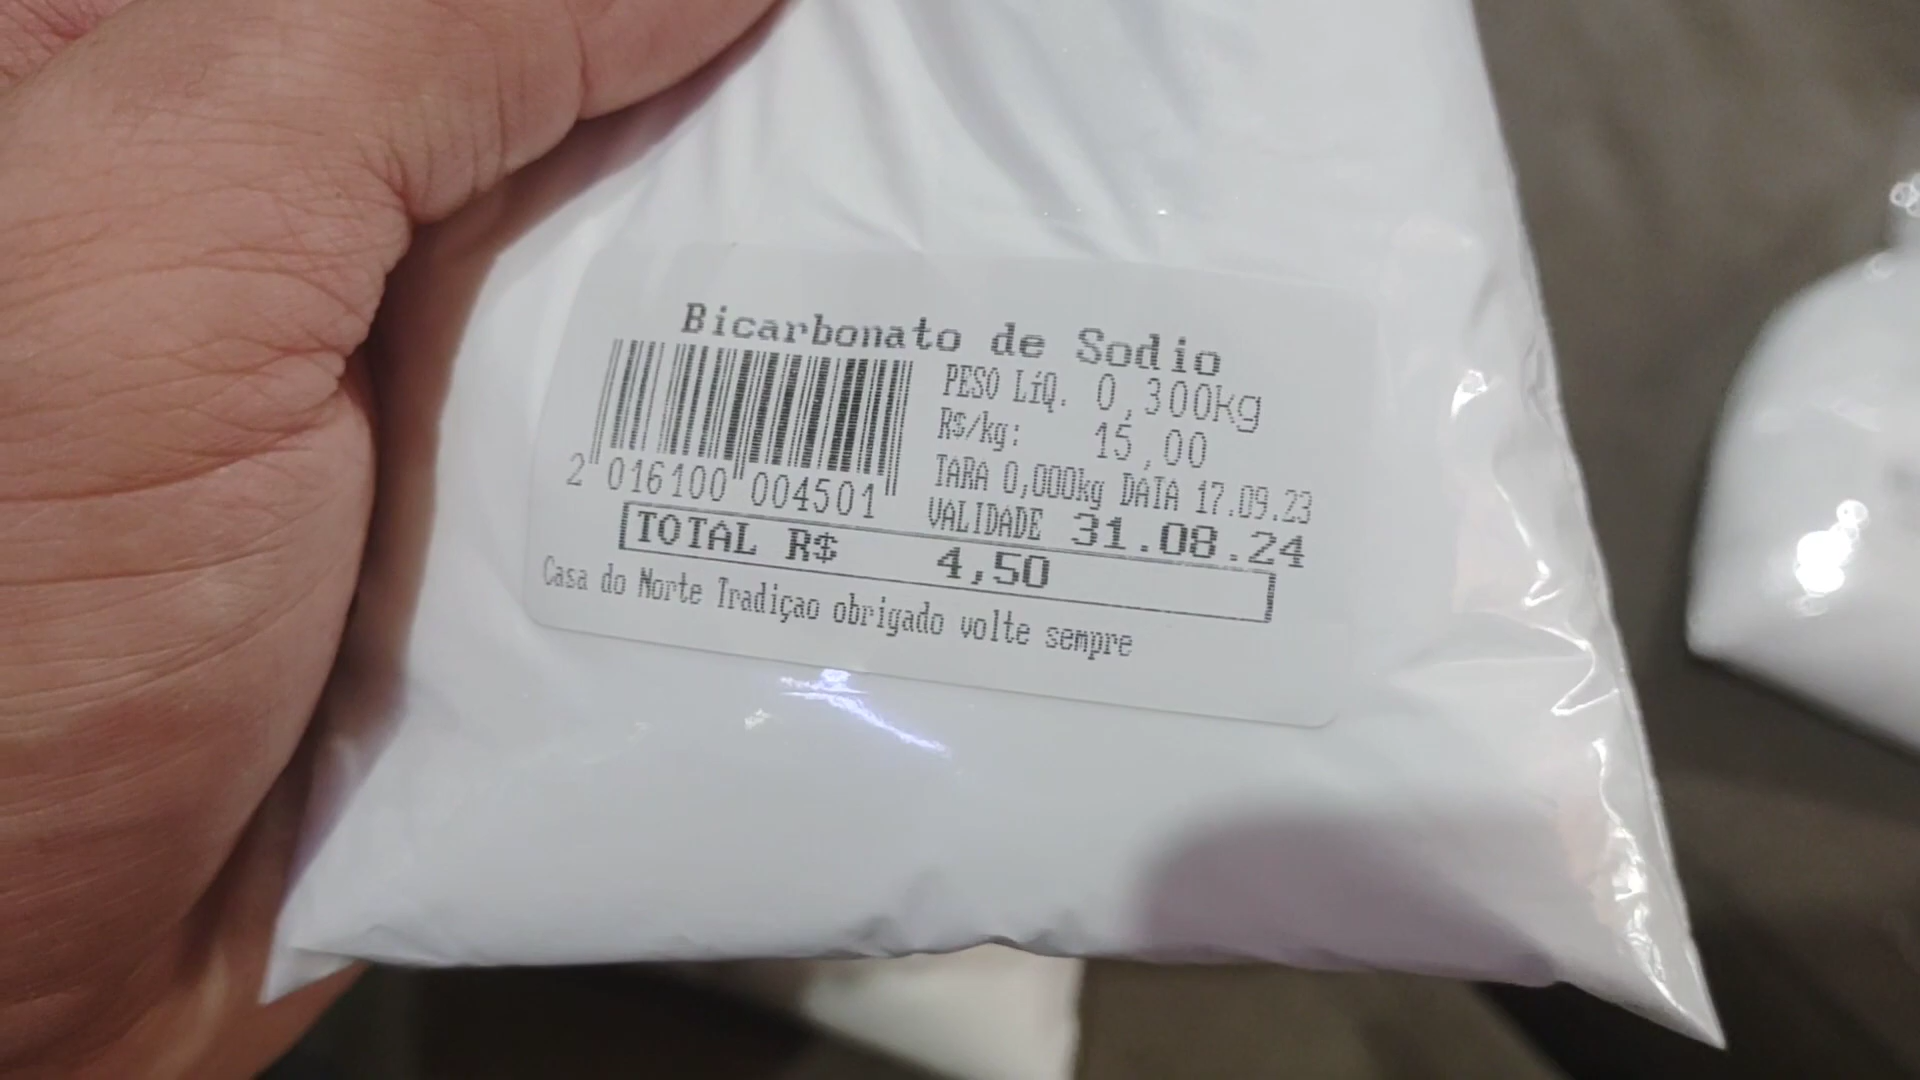 Bicarbonato de Sodio
PESO LíQ. 0,300kg
R$/kg: 15,00
TARA 0,000kg DATA 17.09.23
VALIDADE 31.08.24
2 016100 004501
TOTAL R$ 4,50
Casa do Norte Tradiçao obrigado volte sempre